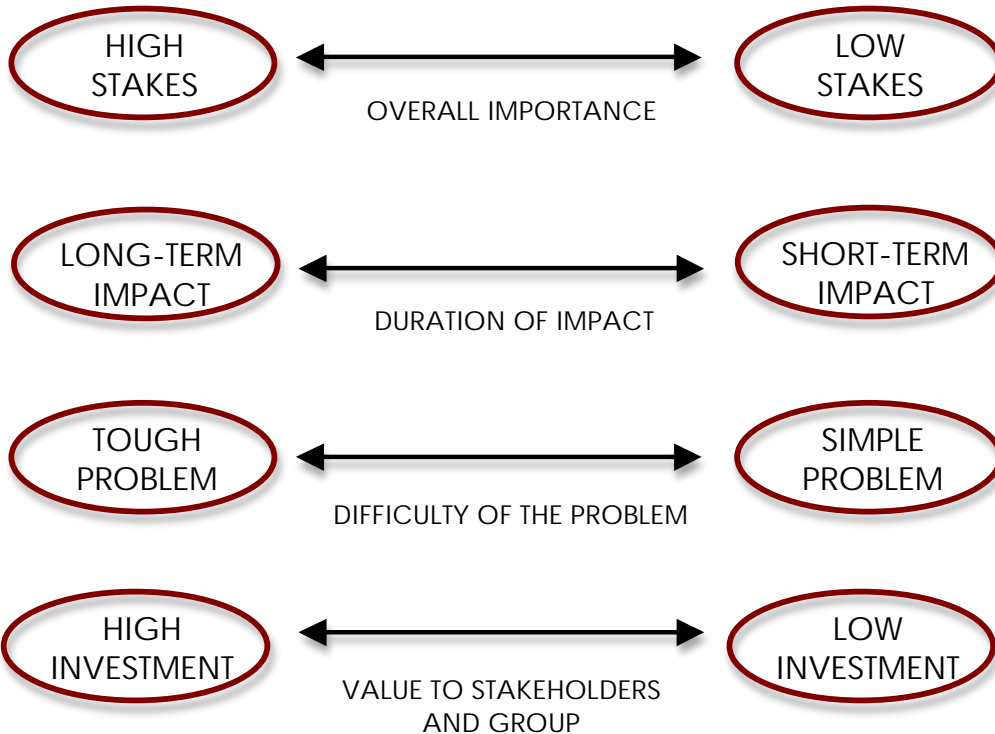 HIGH
STAKES
LOW
STAKES
OVERALL IMPORTANCE
LONG-TERM
IMPACT
SHORT-TERM
IMPACT
DURATION OF IMPACT
TOUGH
PROBLEM
SIMPLE
PROBLEM
DIFFICULTY OF THE PROBLEM
HIGH
INVESTMENT
LOW
INVESTMENT
VALUE TO STAKEHOLDERS
AND GROUP